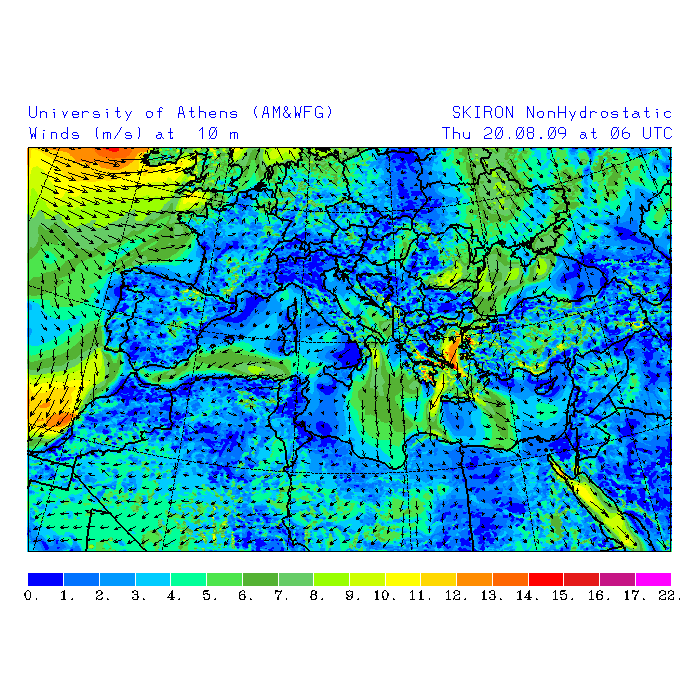 University of Athens (AM&WFG) SKIRON NonHydrostatic
Winds (m/s) at 10 m Thu 20.08.09 at 06 UTC
0. 1. 2. 3. 4. 5. 6. 7. 8. 9. 10. 11. 12. 13. 14. 15. 16. 17. 22.